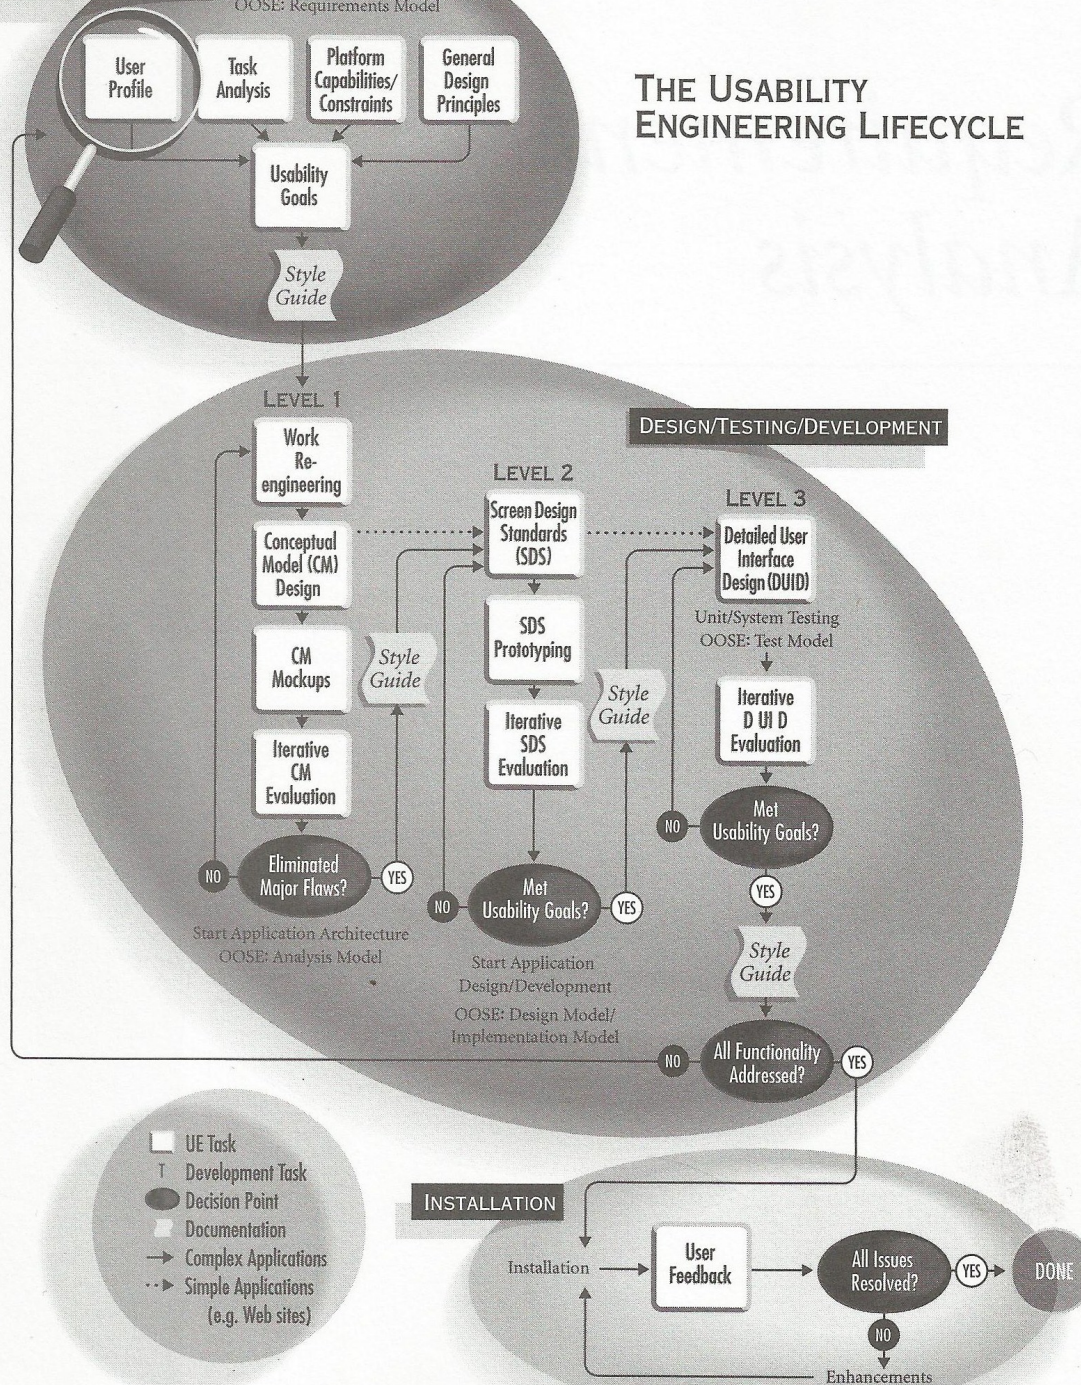 OOSE: Requirements Model
User
Profile
Task
Analysis
Platform
Capabilities/
Constraints
General
Design
Principles
THE USABILITY
ENGINEERING LIFECYCLE
Usability
Goals
Style
Guide
DESIGN/TESTING/DEVELOPMENT
LEVEL 1
Work
Re-
engineering
Conceptual
Model (CM)
Design
CM
Mockups
Iterative
CM
Evaluation
Eliminated
Major Flaws?
NO
YES
Start Application Architecture
OOSE: Analysis Model
Style
Guide
LEVEL 2
Screen Design
Standards
(SDS)
SDS
Prototyping
Iterative
SDS
Evaluation
Met
Usability Goals?
NO
YES
Start Application
Design/Development
OOSE: Design Model/
Implementation Model
Style
Guide
LEVEL 3
Detailed User
Interface
Design (DUID)
Unit/System Testing
OOSE: Test Model
Iterative
D UI D
Evaluation
Met
Usability Goals?
NO
YES
Style
Guide
All Functionality
Addressed?
NO
YES
UE Task
T Development Task
Decision Point
Documentation
Complex Applications
Simple Applications
(e.g. Web sites)
INSTALLATION
Installation
User
Feedback
All Issues
Resolved?
YES
DONE
NO
Enhancements